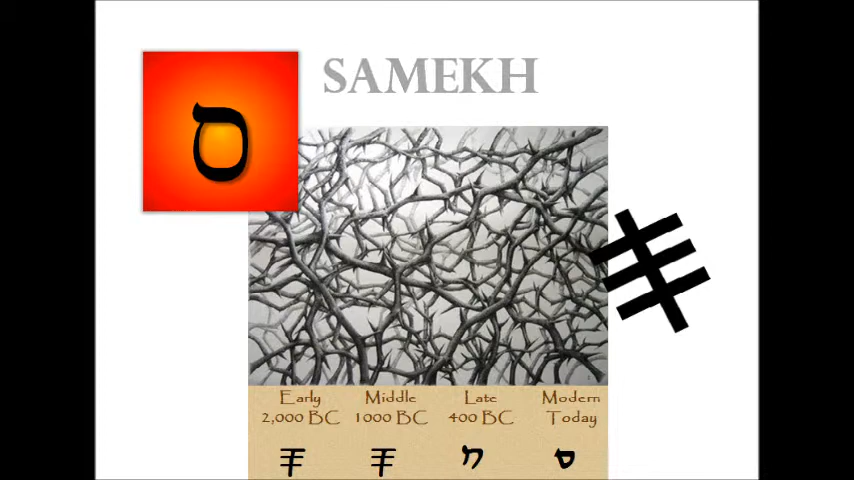 SAMEKH
ס
Early Middle Late Modern
2,000 BC 1000 BC 400 BC Today
ס